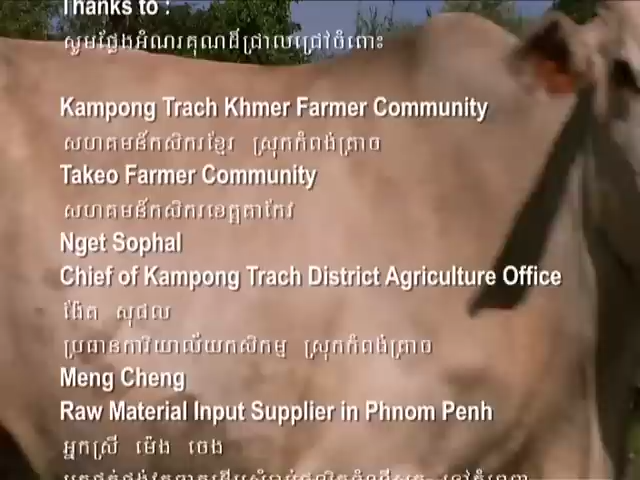 Thanks to :
សូមថ្លែងអំណរគុណដ៏ជ្រាលជ្រៅចំពោះ
Kampong Trach Khmer Farmer Community
សហគមន៍កសិករខ្មែរ ស្រុកកំពង់ត្រាច
Takeo Farmer Community
សហគមន៍កសិករខេត្តតាកែវ
Nget Sophal
Chief of Kampong Trach District Agriculture Office
ង៉ែត សុផល
ប្រធានការិយាល័យកសិកម្ម ស្រុកកំពង់ត្រាច
Meng Cheng
Raw Material Input Supplier in Phnom Penh
អ្នកស្រី ម៉េង ចេង